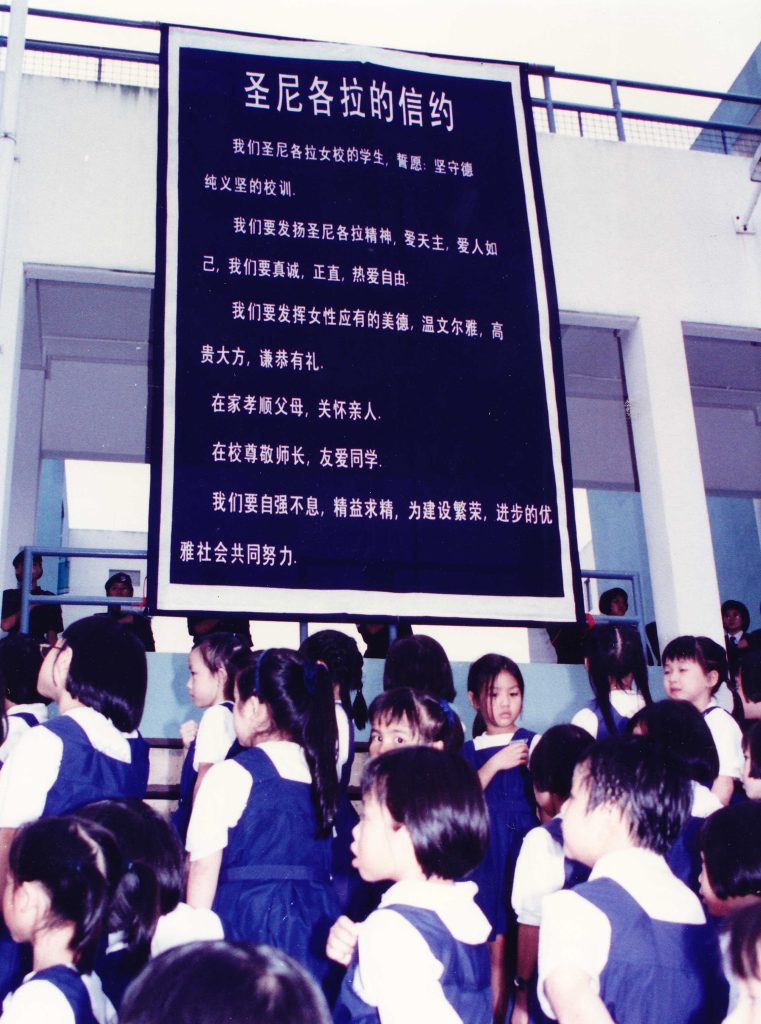 圣尼各拉的信约
我们圣尼各拉女校的学生，誓愿：坚守德
纯义坚的校训.
我们要发扬圣尼各拉精神，爱天主，爱人如
己，我们要真诚，正直，热爱自由.
我们要发挥女性应有的美德，温文尔雅，高
贵大方，谦恭有礼.
在家孝顺父母，关怀亲人.
在校尊敬师长，友爱同学.
我们要自强不息，精益求精，为建设繁荣，进步的优
雅社会共同努力.